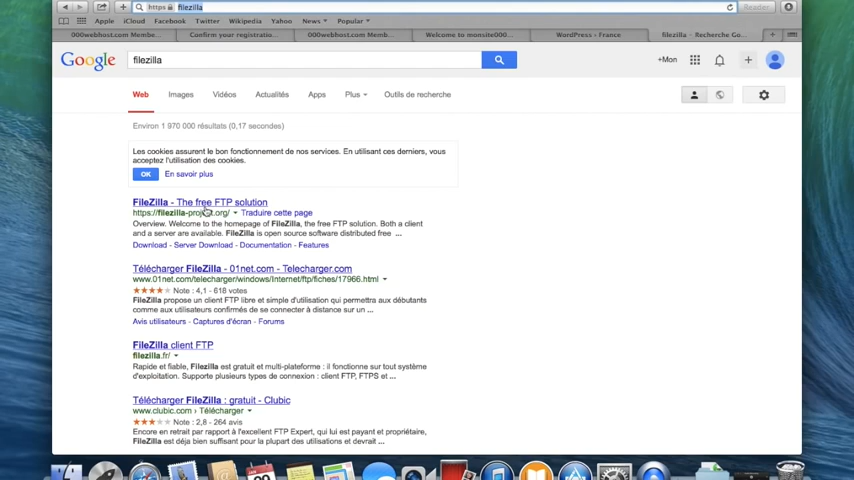 https filezilla
Reader
Apple iCloud Facebook Twitter Wikipedia Yahoo News Popular
000webhost.com Membe... Confirm your registratio... 000webhost.com Memb... Welcome to monsite000... WordPress › France filezilla - Recherche Go...
Google filezilla +Mon
Web Images Vidéos Actualités Apps Plus Outils de recherche
Environ 1 970 000 résultats (0,17 secondes)
Les cookies assurent le bon fonctionnement de nos services. En utilisant ces derniers, vous
acceptez l'utilisation des cookies.
OK En savoir plus
FileZilla - The free FTP solution
https://filezilla-project.org/ Traduire cette page
Overview. Welcome to the homepage of FileZilla, the free FTP solution. Both a client
and a server are available. FileZilla is open source software distributed free ...
Download - Server Download - Documentation - Features
Télécharger FileZilla - 01net.com - Telecharger.com
www.01net.com/telecharger/windows/Internet/ftp/fiches/17966.html
Note : 4,1 - 618 votes
FileZilla propose un client FTP libre et simple d'utilisation qui permettra aux débutants
comme aux utilisateurs confirmés de se connecter à distance sur un ...
Avis utilisateurs - Captures d'écran - Forums
FileZilla client FTP
filezilla.fr/
Rapide et fiable, Filezilla est gratuit et multi-plateforme : il fonctionne sur tout système
d'exploitation. Supporte plusieurs types de connexion : client FTP, FTPS et ...
Télécharger FileZilla : gratuit - Clubic
www.clubic.com › Télécharger
Note : 2,8 - 264 avis
Encore en retrait par rapport à l'excellent FTP Expert, qui lui est payant et propriétaire,
FileZilla est déjà bien suffisant pour la plupart des utilisations et devrait ...